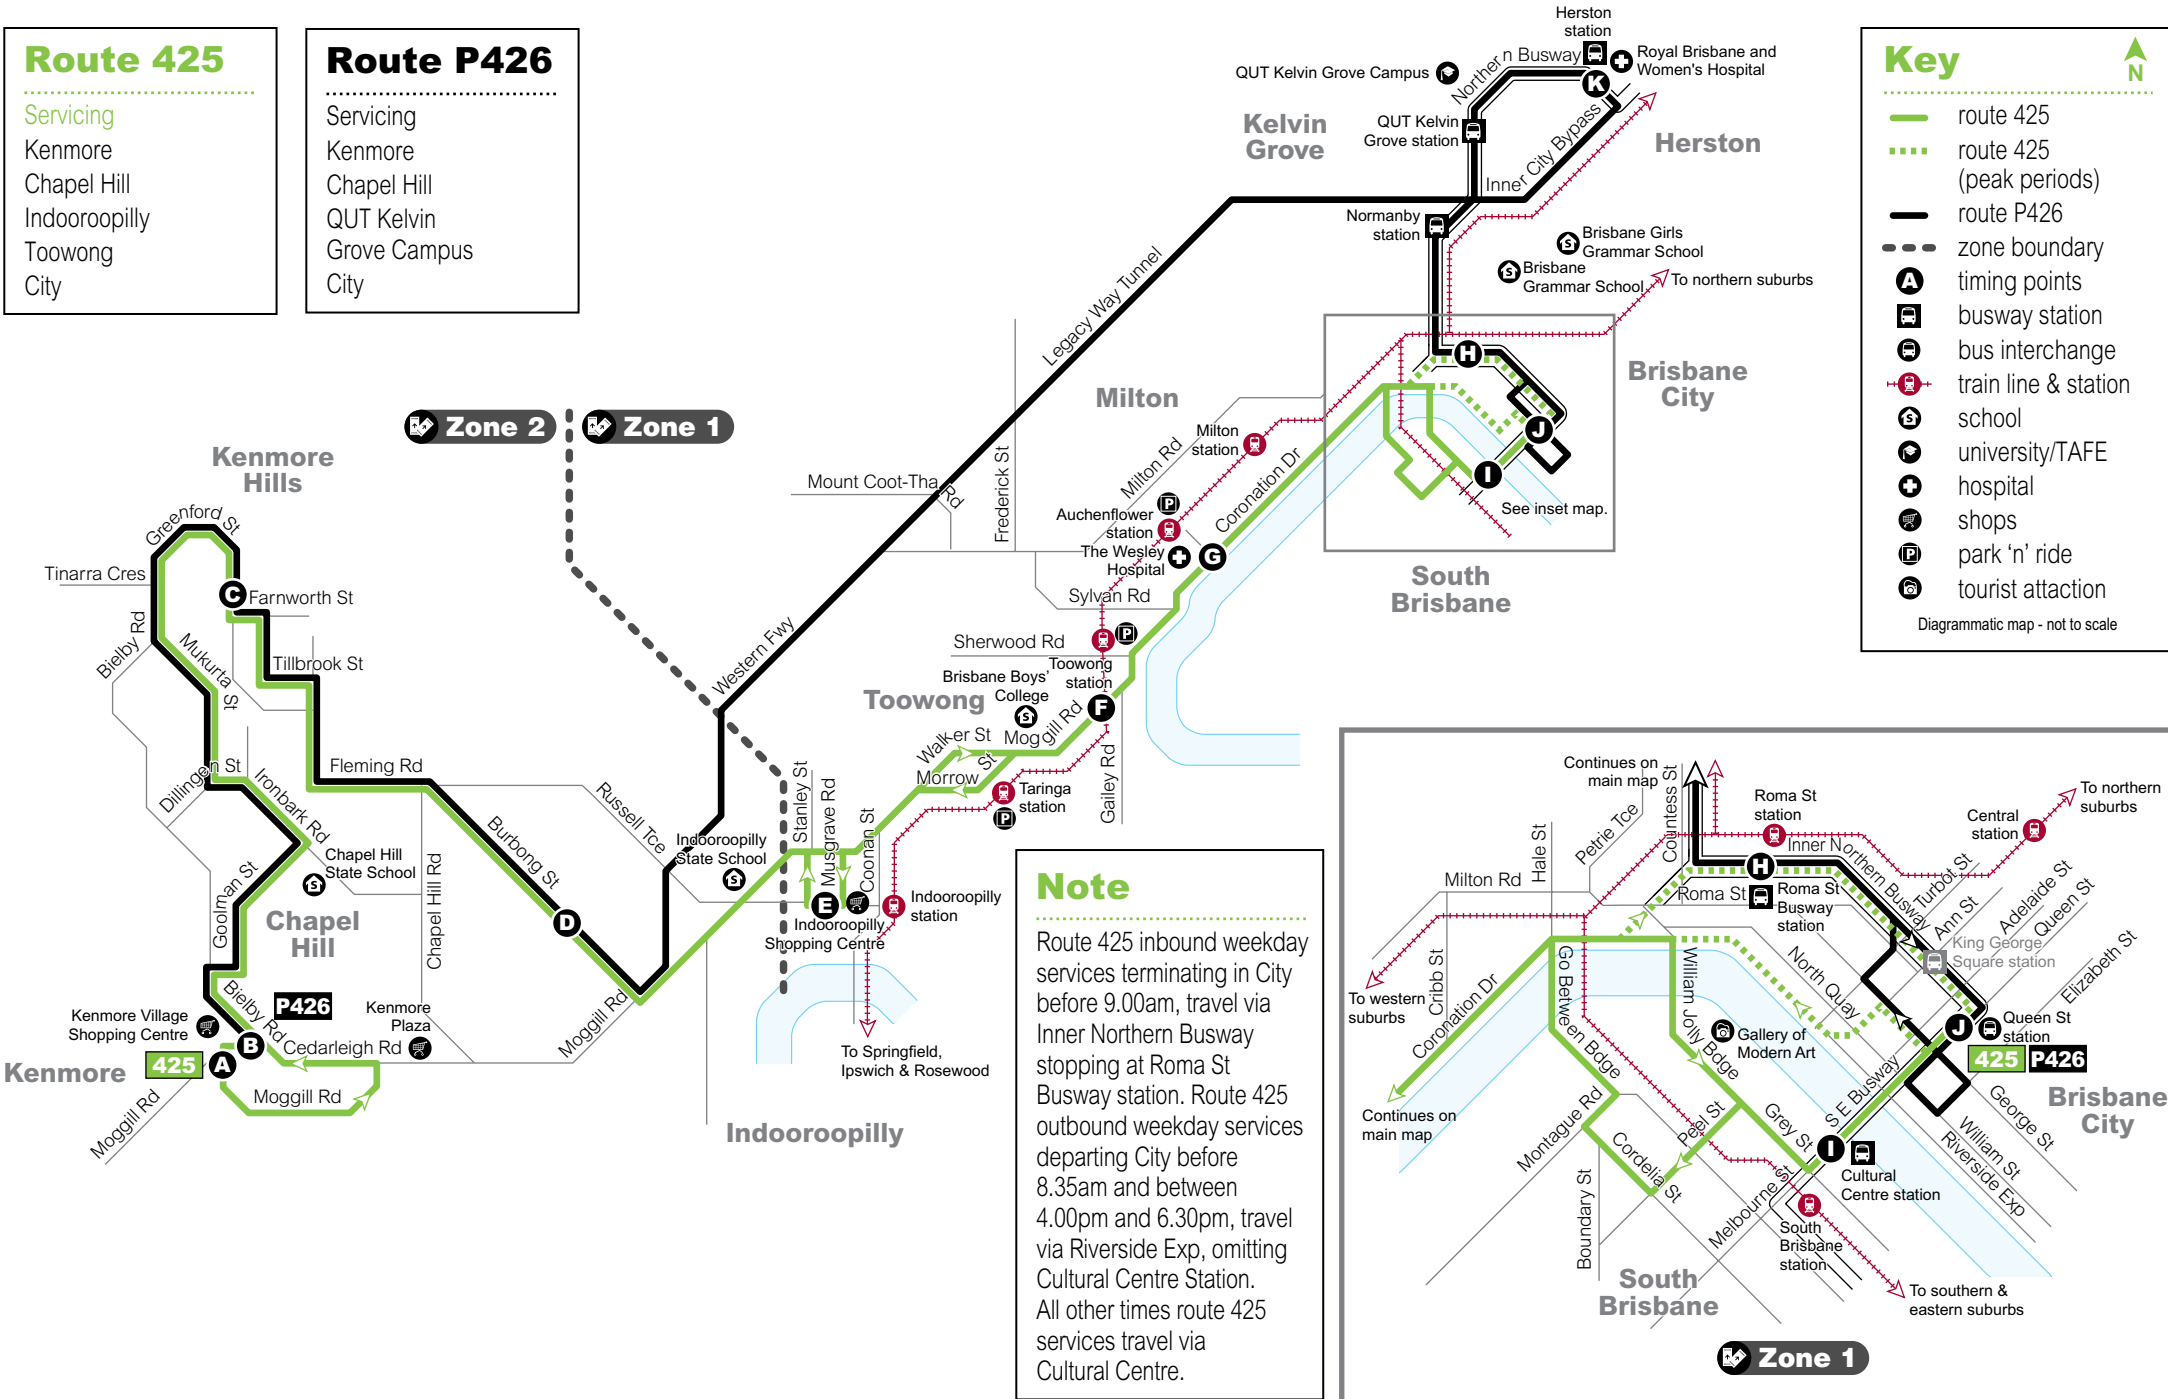 Route 425
Servicing
Kenmore
Chapel Hill
Indooroopilly
Toowong
City
Route P426
Servicing
Kenmore
Chapel Hill
QUT Kelvin
Grove Campus
City
Key
N
route 425
route 425
(peak periods)
route P426
zone boundary
A
timing points
busway station
bus interchange
train line & station
school
university/TAFE
hospital
shops
P
park ‘n’ ride
tourist attaction
Diagrammatic map - not to scale
Herston
station
Northern Busway
K
Royal Brisbane and
Women's Hospital
QUT Kelvin Grove Campus
Kelvin
Grove
QUT Kelvin
Grove station
Inner City Bypass
Herston
Normanby
station
Brisbane Girls
Grammar School
Brisbane
Grammar School
To northern suburbs
Legacy Way Tunnel
H
Brisbane
City
J
I
See inset map.
South
Brisbane
Milton
Milton
station
Milton Rd
Coronation Dr
Frederick St
Mount Coot-Tha Rd
P
Auchenflower
station
The Wesley
Hospital
G
Sylvan Rd
Sherwood Rd
P
Toowong
station
Brisbane Boys'
College
Toowong
F
Moggill Rd
Gailey Rd
Walker St
Morrow St
Taringa
station
P
Western Fwy
Zone 2
Zone 1
Kenmore
Hills
Greenford St
Tinarra Cres
C
Farnworth St
Bielby Rd
Mukurta St
Tillbrook St
Dillingen St
Ironbark Rd
Fleming Rd
Chapel Hill
State School
Goolman St
Chapel
Hill
Chapel Hill Rd
Burbong St
D
Russell Tce
Indooroopilly
State School
Stanley St
Musgrave Rd
Coonan St
E
Indooroopilly
Shopping Centre
Indooroopilly
station
To Springfield,
Ipswich & Rosewood
Moggill Rd
Indooroopilly
Bielby Rd
P426
Kenmore
Plaza
Kenmore Village
Shopping Centre
B
Cedarleigh Rd
Kenmore
425
A
Moggill Rd
Moggill Rd
Note
Route 425 inbound weekday
services terminating in City
before 9.00am, travel via
Inner Northern Busway
stopping at Roma St
Busway station. Route 425
outbound weekday services
departing City before
8.35am and between
4.00pm and 6.30pm, travel
via Riverside Exp, omitting
Cultural Centre Station.
All other times route 425
services travel via
Cultural Centre.
Continues on
main map
Countess St
Roma St
station
To northern
suburbs
Central
station
Petrie Tce
Hale St
H
Inner Northern Busway
Turbot St
Milton Rd
Roma St
Roma St
Busway
station
Ann St
Adelaide St
Queen St
King George
Square station
Elizabeth St
Cribb St
To western
suburbs
Coronation Dr
Go Between Bdge
William Jolly Bdge
North Quay
Gallery of
Modern Art
J
Queen St
station
425
P426
Brisbane
City
Continues on
main map
Montague Rd
Peel St
Grey St
S E Busway
George St
William St
Riverside Exp
I
Cultural
Centre station
Cordelia St
Boundary St
Melbourne St
South
Brisbane
station
South
Brisbane
To southern &
eastern suburbs
Zone 1